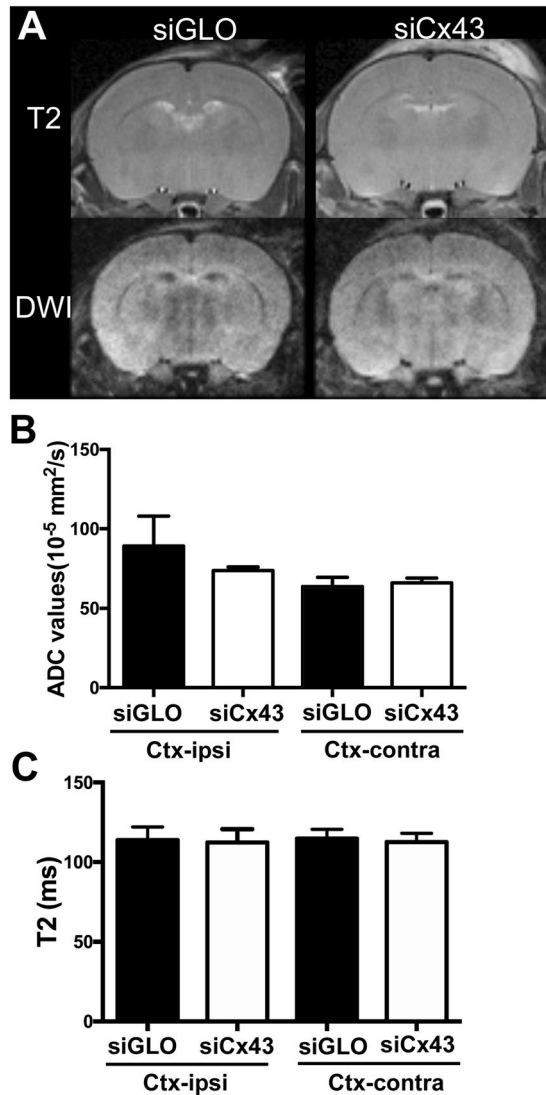 A
siGLO siCx43
T2
DWI
B
ADC values(10⁻⁵ mm²/s)
150
100
50
0
siGLO siCx43 siGLO siCx43
Ctx-ipsi Ctx-contra
C
T2 (ms)
150
100
50
0
siGLO siCx43 siGLO siCx43
Ctx-ipsi Ctx-contra